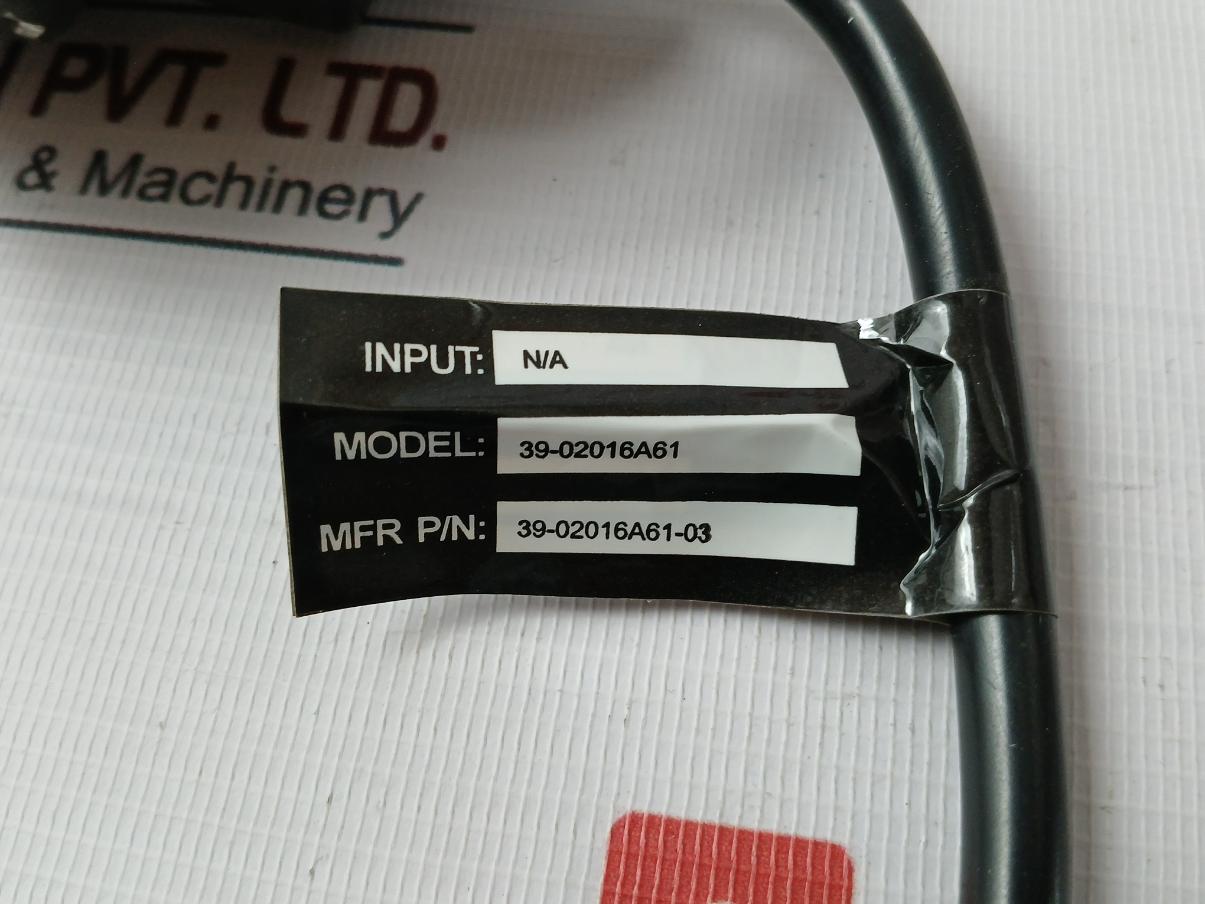 PVT. LTD.
& Machinery
INPUT: N/A
MODEL: 39-02016A61
MFR P/N: 39-02016A61-03